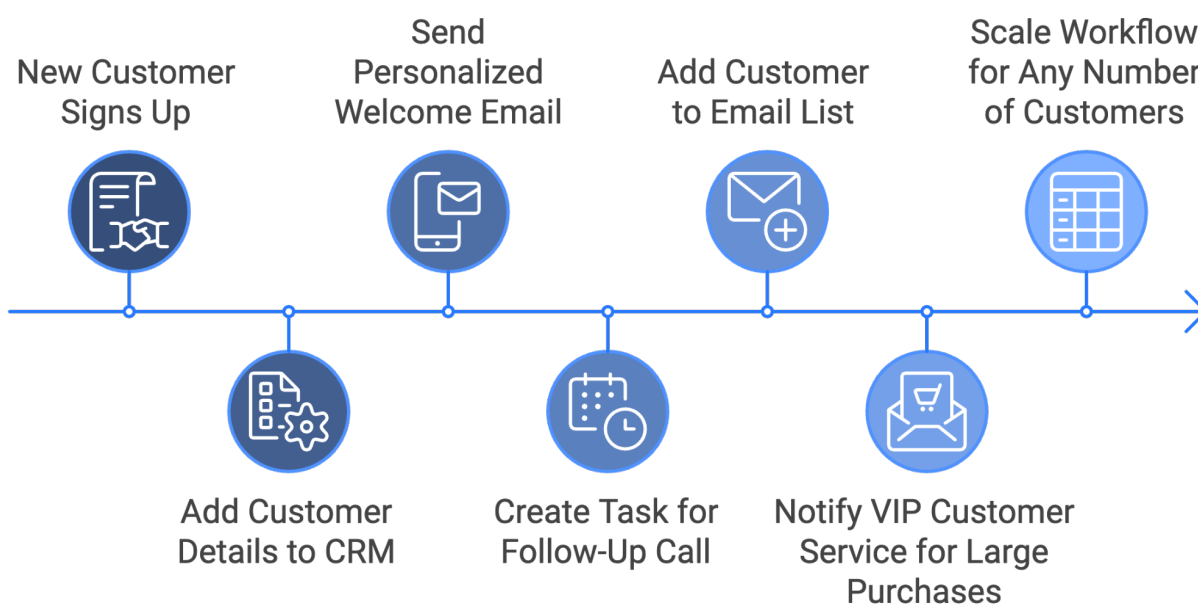 New Customer
Signs Up
Add Customer
Details to CRM
Send
Personalized
Welcome Email
Create Task for
Follow-Up Call
Add Customer
to Email List
Notify VIP Customer
Service for Large
Purchases
Scale Workflow
for Any Number
of Customers